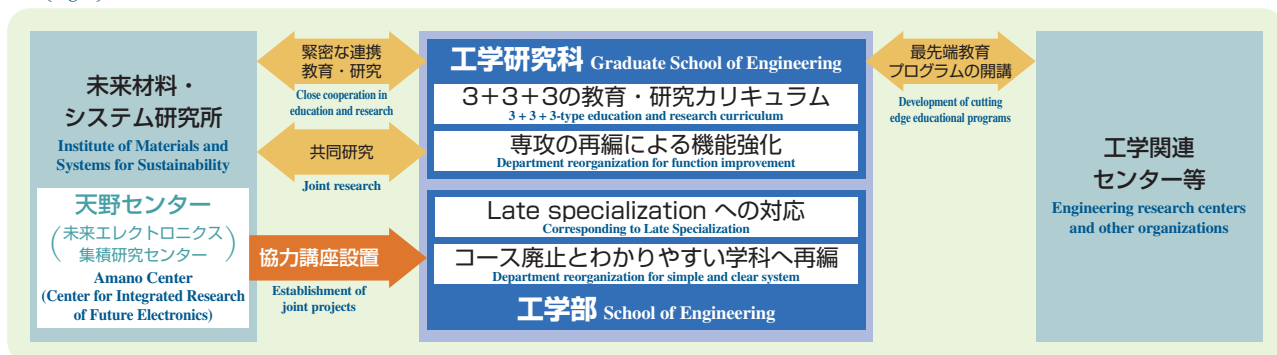 未来材料・
システム研究所
Institute of Materials and
Systems for Sustainability
天野センター
(未来エレクトロニクス
集積研究センター)
Amano Center
(Center for Integrated Research
of Future Electronics)
緊密な連携
教育・研究
Close cooperation in
education and research
共同研究
Joint research
協力講座設置
Establishment of
joint projects
工学研究科 Graduate School of Engineering
3+3+3の教育・研究カリキュラム
3 + 3 + 3-type education and research curriculum
専攻の再編による機能強化
Department reorganization for function improvement
Late specialization への対応
Corresponding to Late Specialization
コース廃止とわかりやすい学科へ再編
Department reorganization for simple and clear system
工学部 School of Engineering
最先端教育
プログラムの開講
Development of cutting
edge educational programs
工学関連
センター等
Engineering research centers
and other organizations